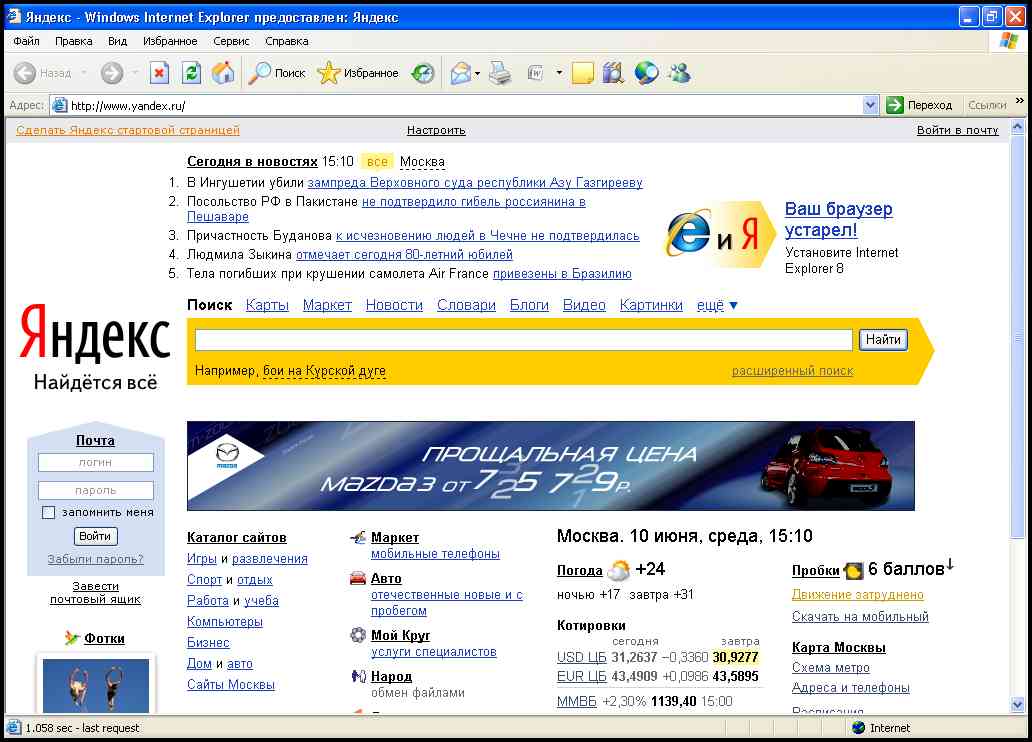 Яндекс - Windows Internet Explorer предоставлен: Яндекс
Файл Правка Вид Избранное Сервис Справка
Назад Поиск Избранное
Адрес: http://www.yandex.ru/ Переход Ссылки »
Сделать Яндекс стартовой страницей Настроить Войти в почту
Сегодня в новостях 15:10 все Москва
1. В Ингушетии убили зампреда Верховного суда республики Азу Газгирееву
2. Посольство РФ в Пакистане не подтвердило гибель россиянина в
Пешаваре
3. Причастность Буданова к исчезновению людей в Чечне не подтвердилась
4. Людмила Зыкина отмечает сегодня 80-летний юбилей
5. Тела погибших при крушении самолета Air France привезены в Бразилию
и Я
Ваш браузер
устарел!
Установите Internet
Explorer 8
Поиск Карты Маркет Новости Словари Блоги Видео Картинки ещё ▼
Яндекс
Найдётся всё
Найти
Например, бои на Курской дуге расширенный поиск
Почта
логин
пароль
запомнить меня
Войти
Забыли пароль?
Завести
почтовый ящик
Фотки
mazda
ПРОЩАЛЬНАЯ ЦЕНА
mazda3 от 725 729 р.
Каталог сайтов
Игры и развлечения
Спорт и отдых
Работа и учеба
Компьютеры
Бизнес
Дом и авто
Сайты Москвы
Маркет
мобильные телефоны
Авто
отечественные новые и с
пробегом
Мой Круг
услуги специалистов
Народ
обмен файлами
Москва. 10 июня, среда, 15:10
Погода +24
ночью +17 завтра +31
Котировки
сегодня завтра
USD ЦБ 31,2637 −0,3360 30,9277
EUR ЦБ 43,4909 +0,0986 43,5895
ММВБ +2,30% 1139,40 15:00
Пробки 6 баллов↓
Движение затруднено
Скачать на мобильный
Карта Москвы
Схема метро
Адреса и телефоны
Расписания
1.058 sec - last request Internet